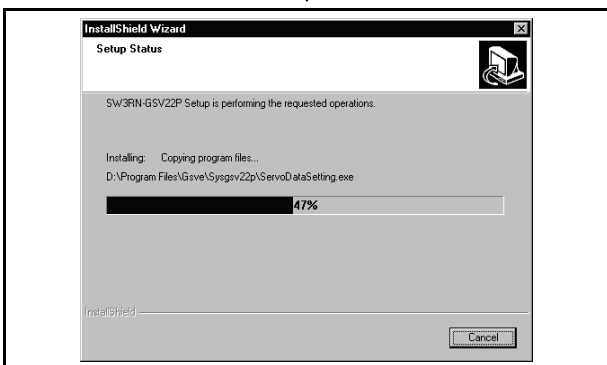 InstallShield Wizard
Setup Status
SW3RN-GSV22P Setup is performing the requested operations.
Installing: Copying program files...
D:\Program Files\Gsve\Sysgsv22p\ServoDataSetting.exe
47%
InstallShield
Cancel